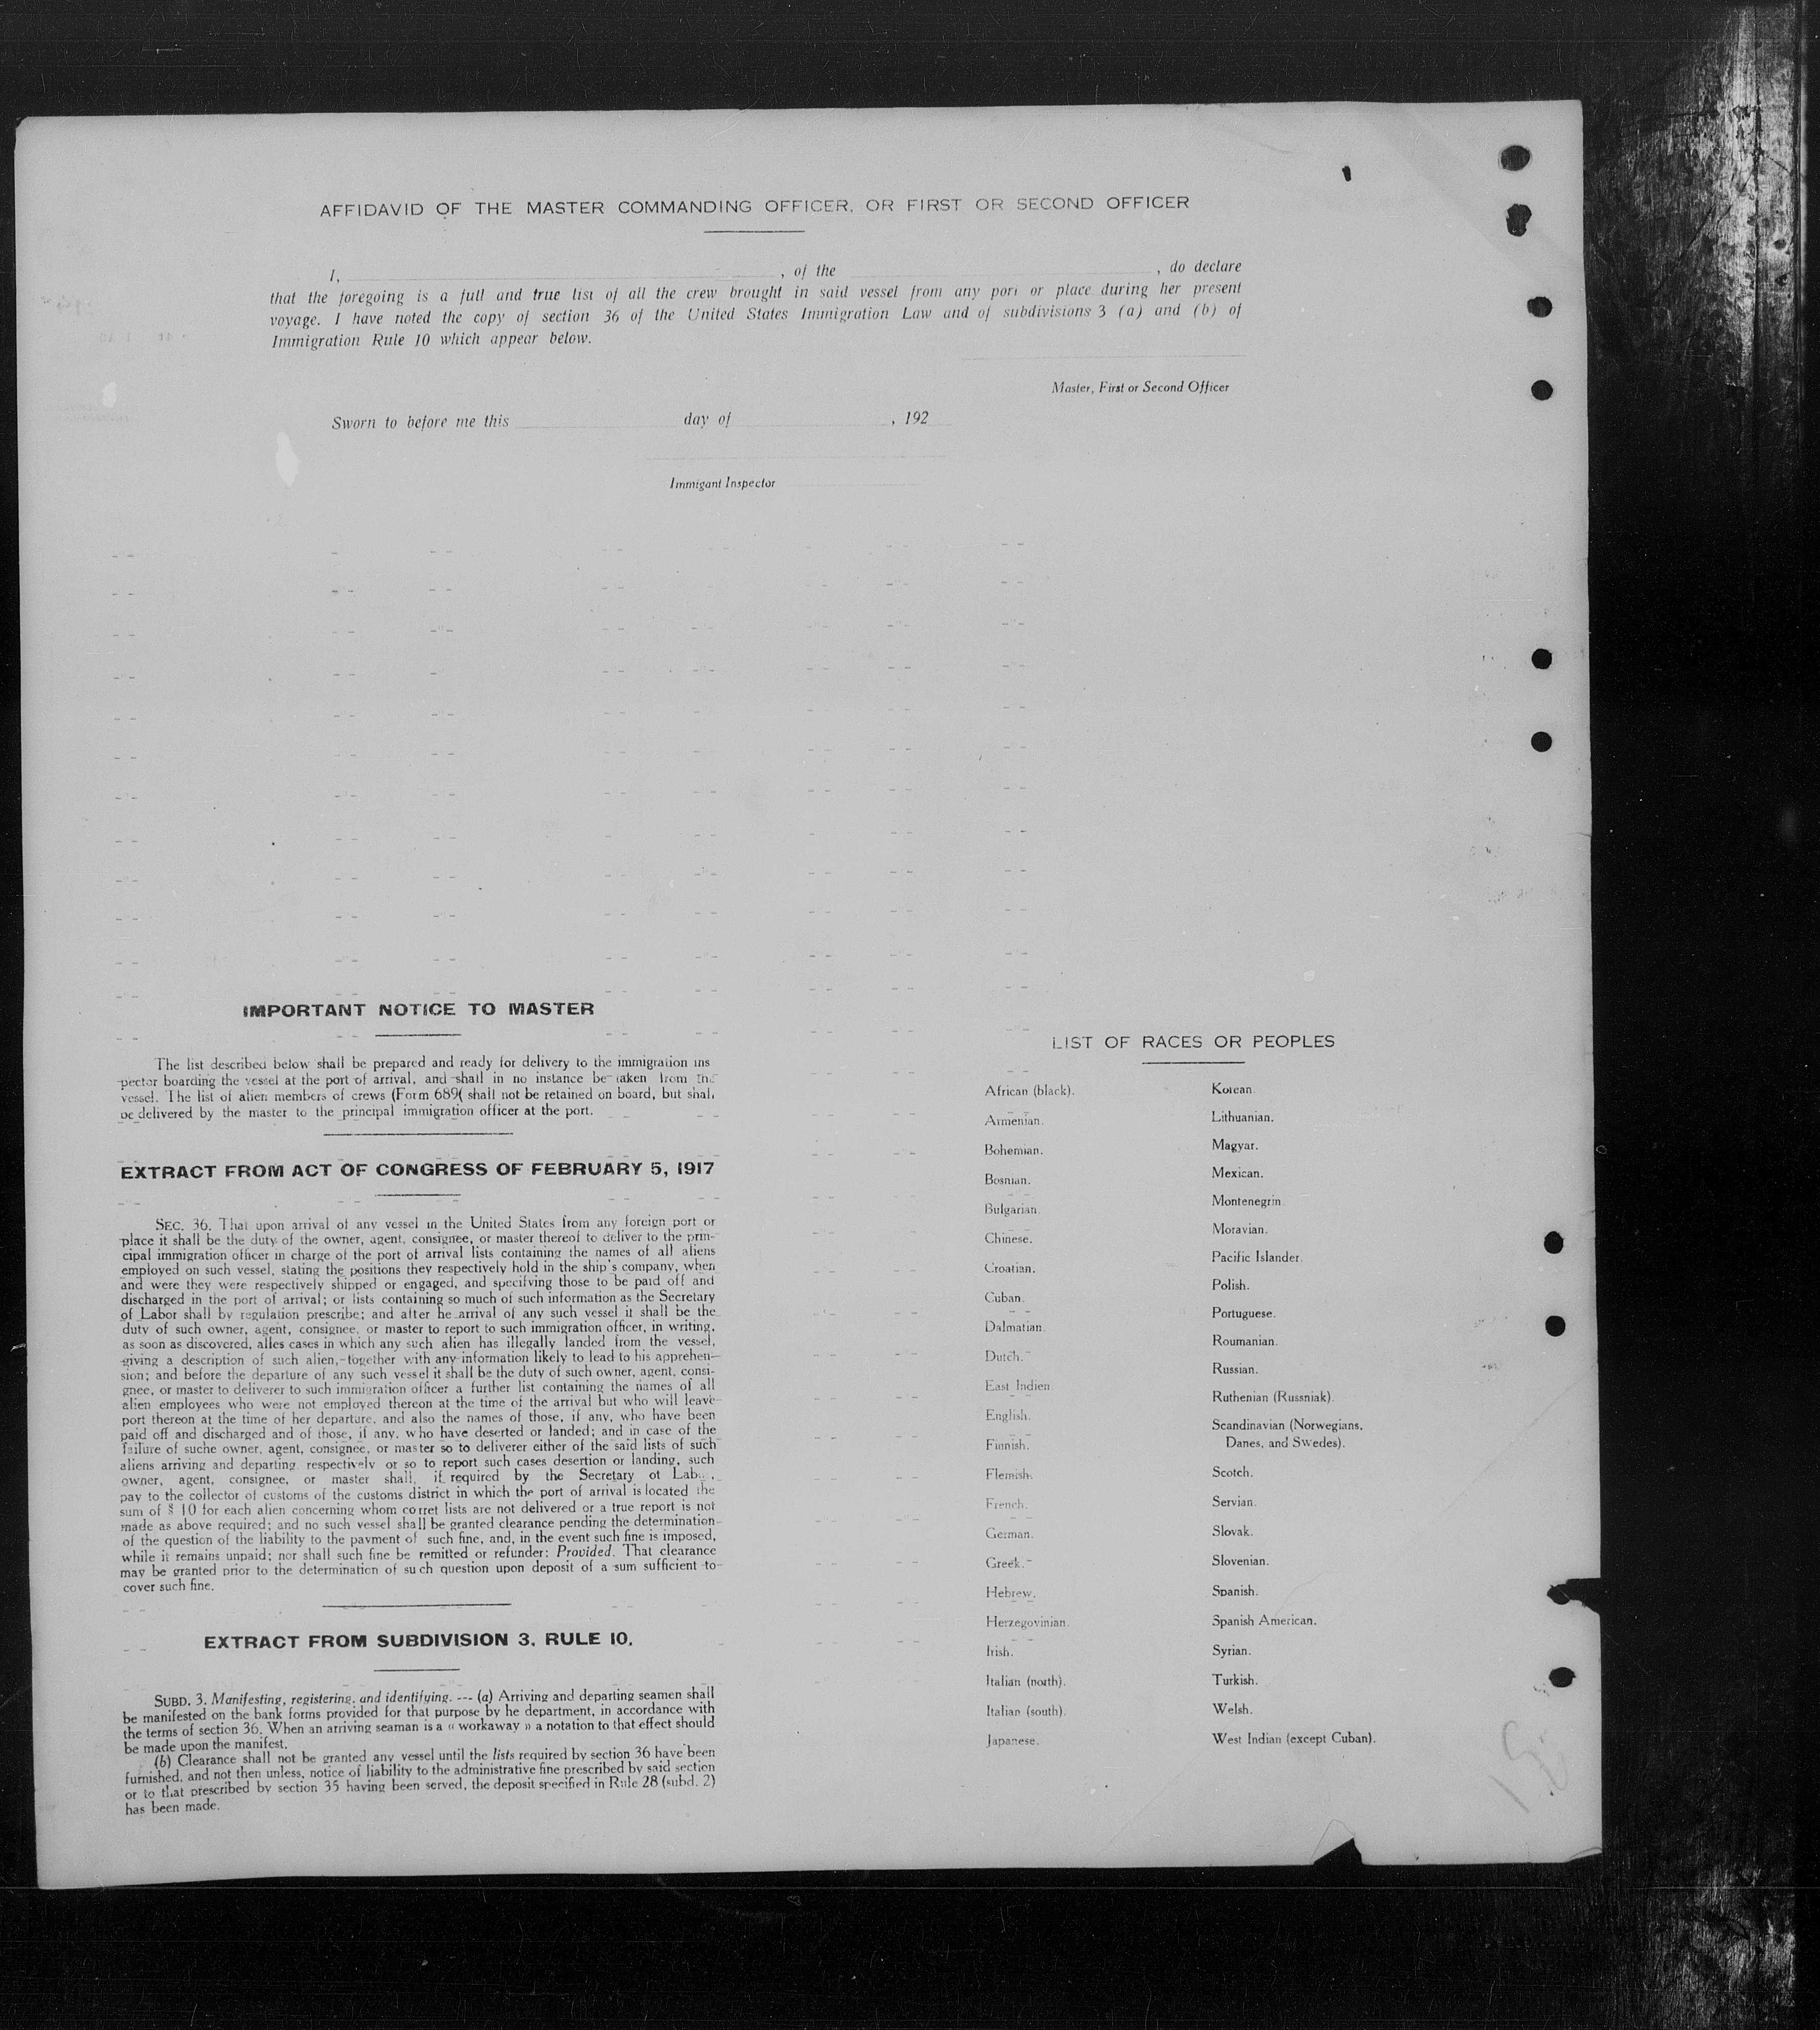 AFFIDAVID OF THE MASTER COMMANDING OFFICER, OR FIRST OR SECOND OFFICER
I, , of the , do declare
that the foregoing is a full and true list of all the crew brought in said vessel from any port or place during her present
voyage. I have noted the copy of section 36 of the United States Immigration Law and of subdivisions 3 (a) and (b) of
Immigration Rule 10 which appear below.
Master, First or Second Officer
Sworn to before me this day of , 192
Immigant Inspector
IMPORTANT NOTICE TO MASTER
The list described below shall be prepared and ready for delivery to the immigration ins
pector boarding the vessel at the port of arrival, and shall in no instance be taken from the
vessel. The list of alien members of crews (Form 689( shall not be retained on board, but shal,
be delivered by the master to the principal immigration officer at the port.
EXTRACT FROM ACT OF CONGRESS OF FEBRUARY 5, 1917
SEC. 36. That upon arrival of any vessel in the United States from any foreign port or
place it shall be the duty of the owner, agent, consignee, or master thereof to deliver to the prin-
cipal immigration officer in charge of the port of arrival lists containing the names of all aliens
employed on such vessel, stating the positions they respectively hold in the ship's company, when
and were they were respectively shipped or engaged, and specifying those to be paid off and
discharged in the port of arrival; or lists containing so much of such information as the Secretary
of Labor shall by regulation prescribe; and after he arrival of any such vessel it shall be the
duty of such owner, agent, consignee, or master to report to such immigration officer, in writing,
as soon as discovered, alles cases in which any such alien has illegally landed from the vessel,
giving a description of such alien, together with any information likely to lead to his apprehen-
sion; and before the departure of any such vessel it shall be the duty of such owner, agent, consi-
gnee, or master to deliverer to such immigration officer a further list containing the names of all
alien employees who were not employed thereon at the time of the arrival but who will leave
port thereon at the time of her departure, and also the names of those, if any, who have been
paid off and discharged and of those, if any, who have deserted or landed; and in case of the
failure of suche owner, agent, consignee, or master so to deliverer either of the said lists of such
aliens arriving and departing respectively or so to report such cases desertion or landing, such
owner, agent, consignee, or master shall, if required by the Secretary of Labor,
pay to the collector of customs of the customs district in which the port of arrival is located the
sum of $ 10 for each alien concerning whom corret lists are not delivered or a true report is not
made as above required; and no such vessel shall be granted clearance pending the determination
of the question of the liability to the payment of such fine, and, in the event such fine is imposed,
while it remains unpaid; nor shall such fine be remitted or refunder: Provided. That clearance
may be granted prior to the determination of such question upon deposit of a sum sufficient to
cover such fine.
EXTRACT FROM SUBDIVISION 3, RULE 10.
SUBD. 3. Manifesting, registering, and identifying. --- (a) Arriving and departing seamen shall
be manifested on the bank forms provided for that purpose by he department, in accordance with
the terms of section 36. When an arriving seaman is a « workaway » a notation to that effect should
be made upon the manifest.
(b) Clearance shall not be granted any vessel until the lists required by section 36 have been
furnished, and not then unless, notice of liability to the administrative fine prescribed by said section
or to that prescribed by section 35 having been served, the deposit specified in Rule 28 (subd. 2)
has been made.
LIST OF RACES OR PEOPLES
African (black).
Armenian.
Bohemian.
Bosnian.
Bulgarian.
Chinese.
Croatian.
Cuban.
Dalmatian.
Dutch.
East Indien
English.
Finnish.
Flemish.
French.
German.
Greek.
Hebrew.
Herzegovinian.
Irish.
Italian (north).
Italian (south).
Japanese.
Korean
Lithuanian.
Magyar.
Mexican.
Montenegrin
Moravian.
Pacific Islander.
Polish.
Portuguese.
Roumanian.
Russian.
Ruthenian (Russniak).
Scandinavian (Norwegians,
Danes, and Swedes).
Scotch.
Servian.
Slovak.
Slovenian.
Spanish.
Spanish American.
Syrian.
Turkish.
Welsh.
West Indian (except Cuban).